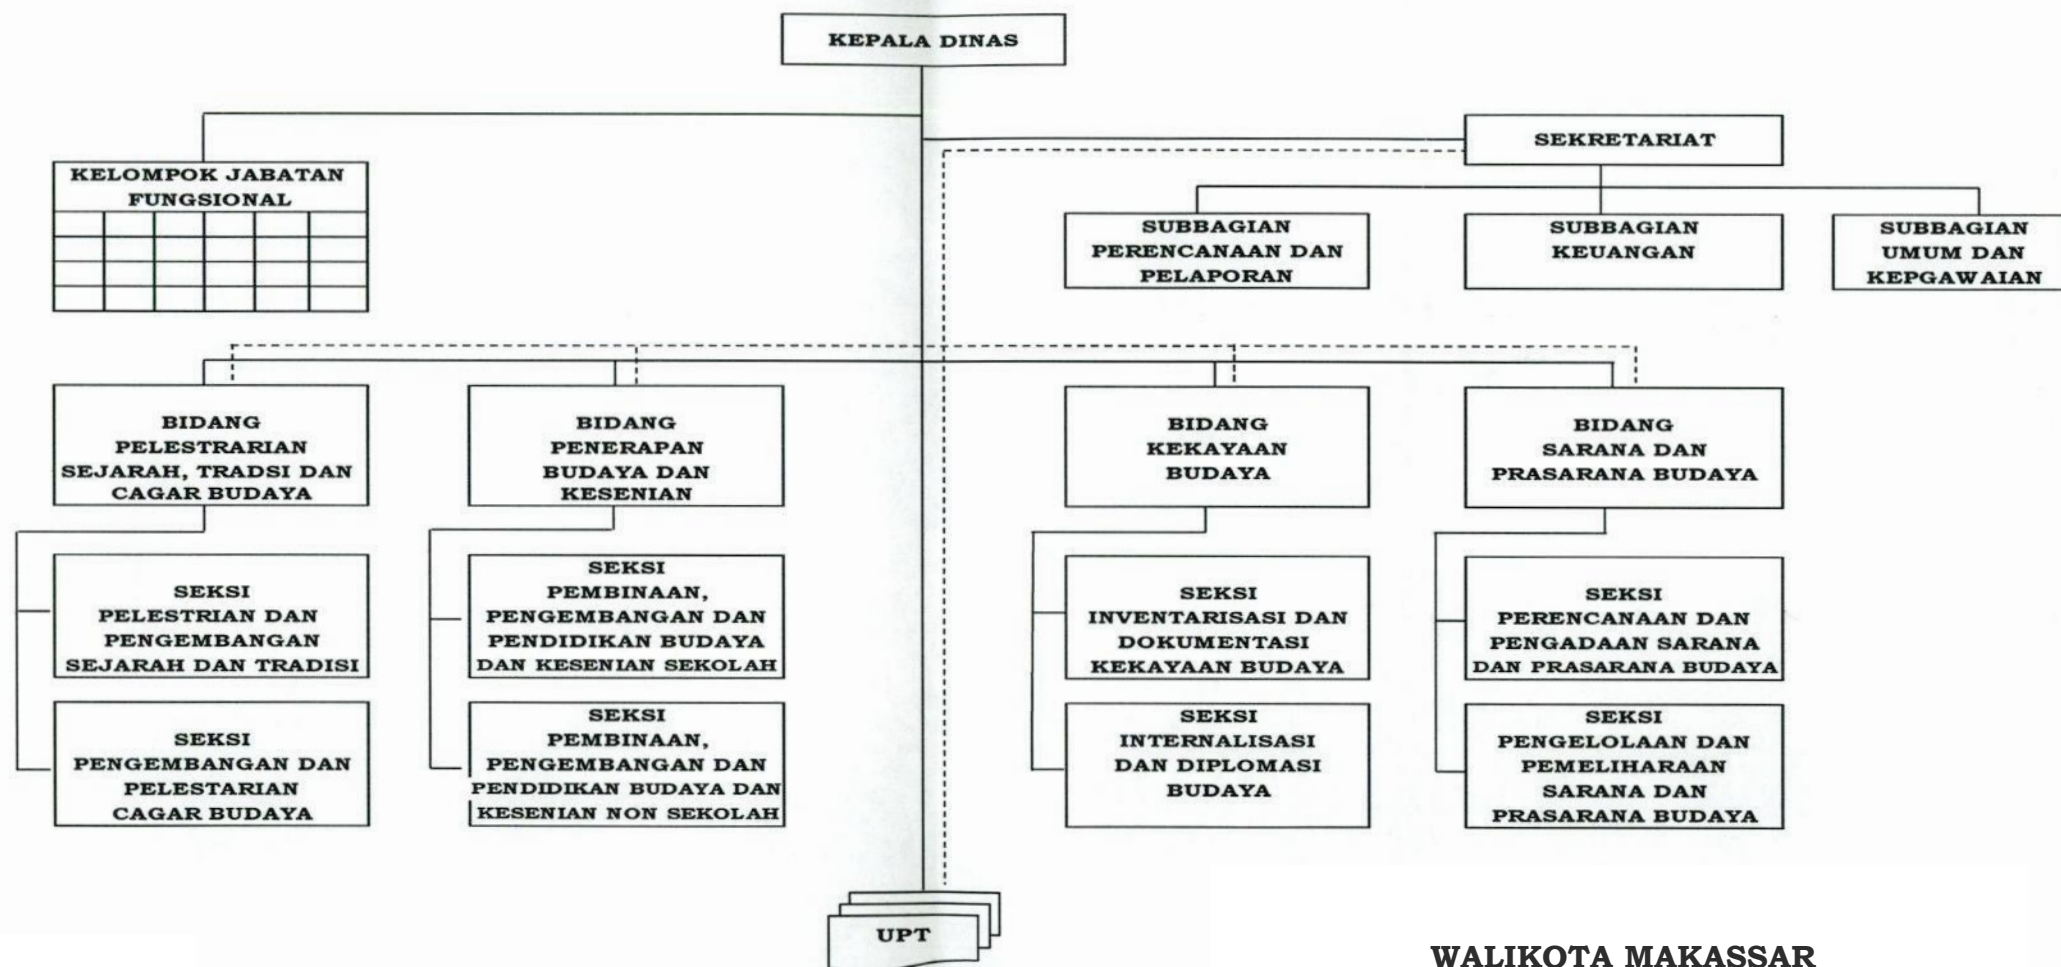 KEPALA DINAS
SEKRETARIAT
KELOMPOK JABATAN
FUNGSIONAL
SUBBAGIAN
PERENCANAAN DAN
PELAPORAN
SUBBAGIAN
KEUANGAN
SUBBAGIAN
UMUM DAN
KEPGAWAIAN
BIDANG
PELESTRARIAN
SEJARAH, TRADSI DAN
CAGAR BUDAYA
BIDANG
PENERAPAN
BUDAYA DAN
KESENIAN
BIDANG
KEKAYAAN
BUDAYA
BIDANG
SARANA DAN
PRASARANA BUDAYA
SEKSI
PELESTRIAN DAN
PENGEMBANGAN
SEJARAH DAN TRADISI
SEKSI
PEMBINAAN,
PENGEMBANGAN DAN
PENDIDIKAN BUDAYA
DAN KESENIAN SEKOLAH
SEKSI
INVENTARISASI DAN
DOKUMENTASI
KEKAYAAN BUDAYA
SEKSI
PERENCANAAN DAN
PENGADAAN SARANA
DAN PRASARANA BUDAYA
SEKSI
PENGEMBANGAN DAN
PELESTARIAN
CAGAR BUDAYA
SEKSI
PEMBINAAN,
PENGEMBANGAN DAN
PENDIDIKAN BUDAYA DAN
KESENIAN NON SEKOLAH
SEKSI
INTERNALISASI
DAN DIPLOMASI
BUDAYA
SEKSI
PENGELOLAAN DAN
PEMELIHARAAN
SARANA DAN
PRASARANA BUDAYA
UPT
WALIKOTA MAKASSAR